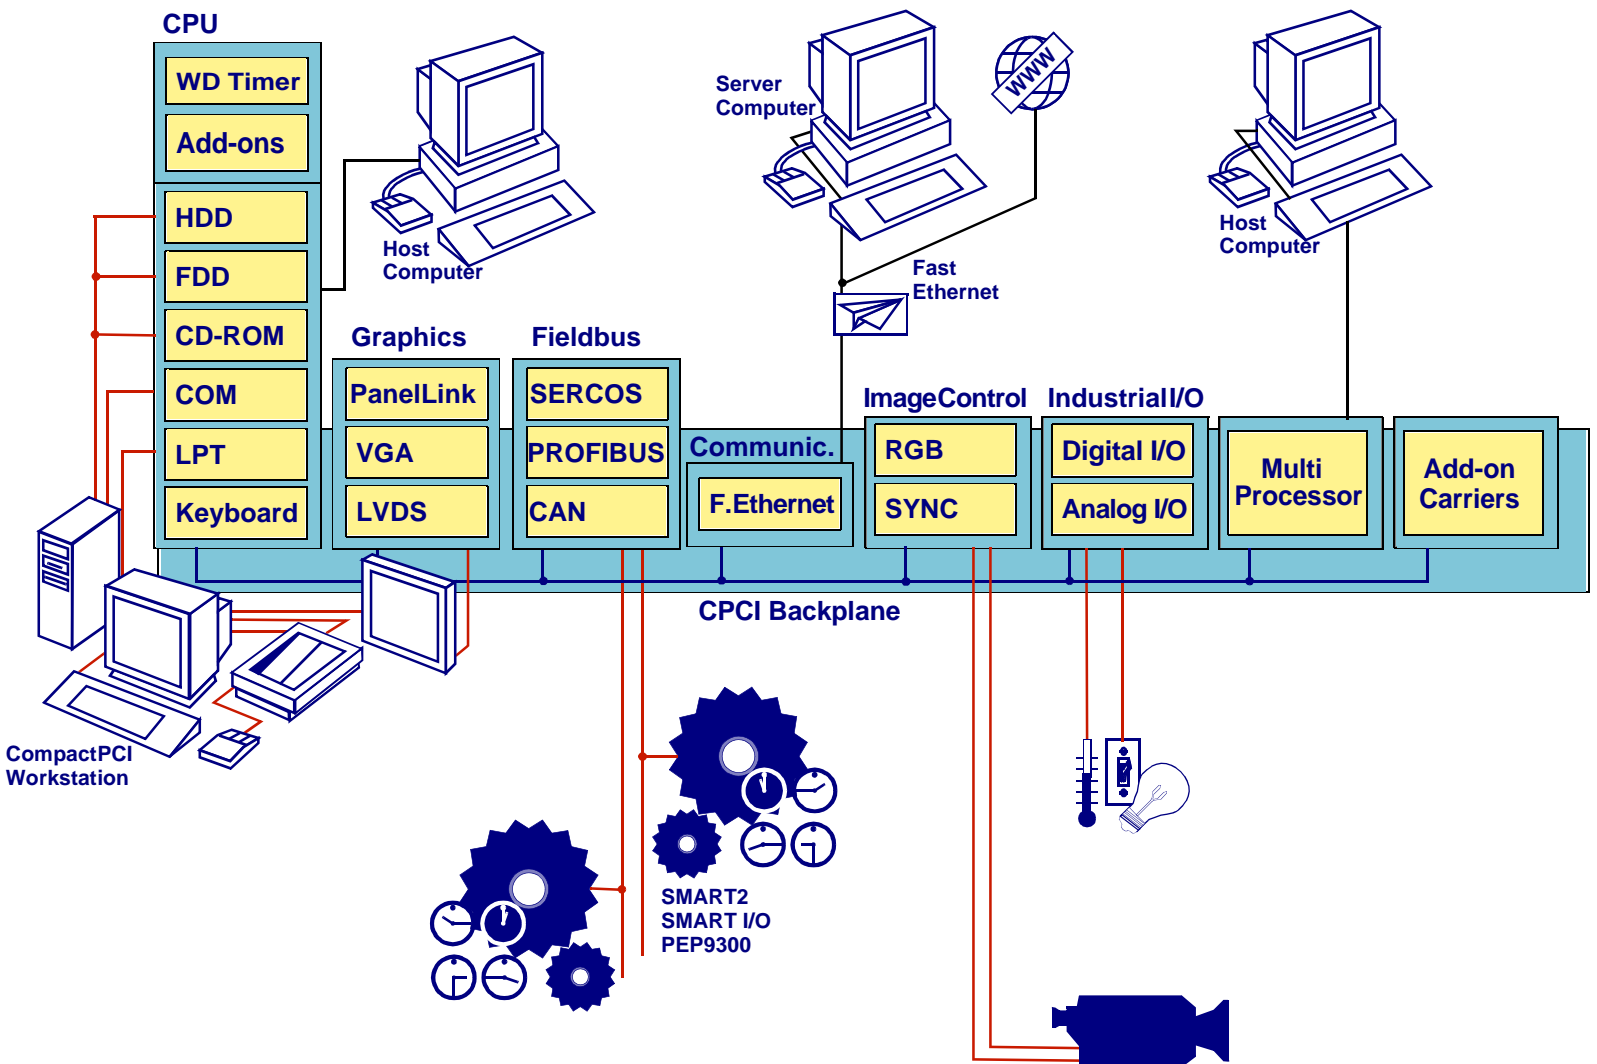 CPU
WD Timer
Add-ons
HDD
FDD
CD-ROM
COM
LPT
Keyboard
Host
Computer
Server
Computer
WWW
Fast
Ethernet
Host
Computer
Graphics
PanelLink
VGA
LVDS
Fieldbus
SERCOS
PROFIBUS
CAN
Communic.
F.Ethernet
ImageControl
RGB
SYNC
IndustrialI/O
Digital I/O
Analog I/O
Multi
Processor
Add-on
Carriers
CPCI Backplane
CompactPCI
Workstation
SMART2
SMART I/O
PEP9300